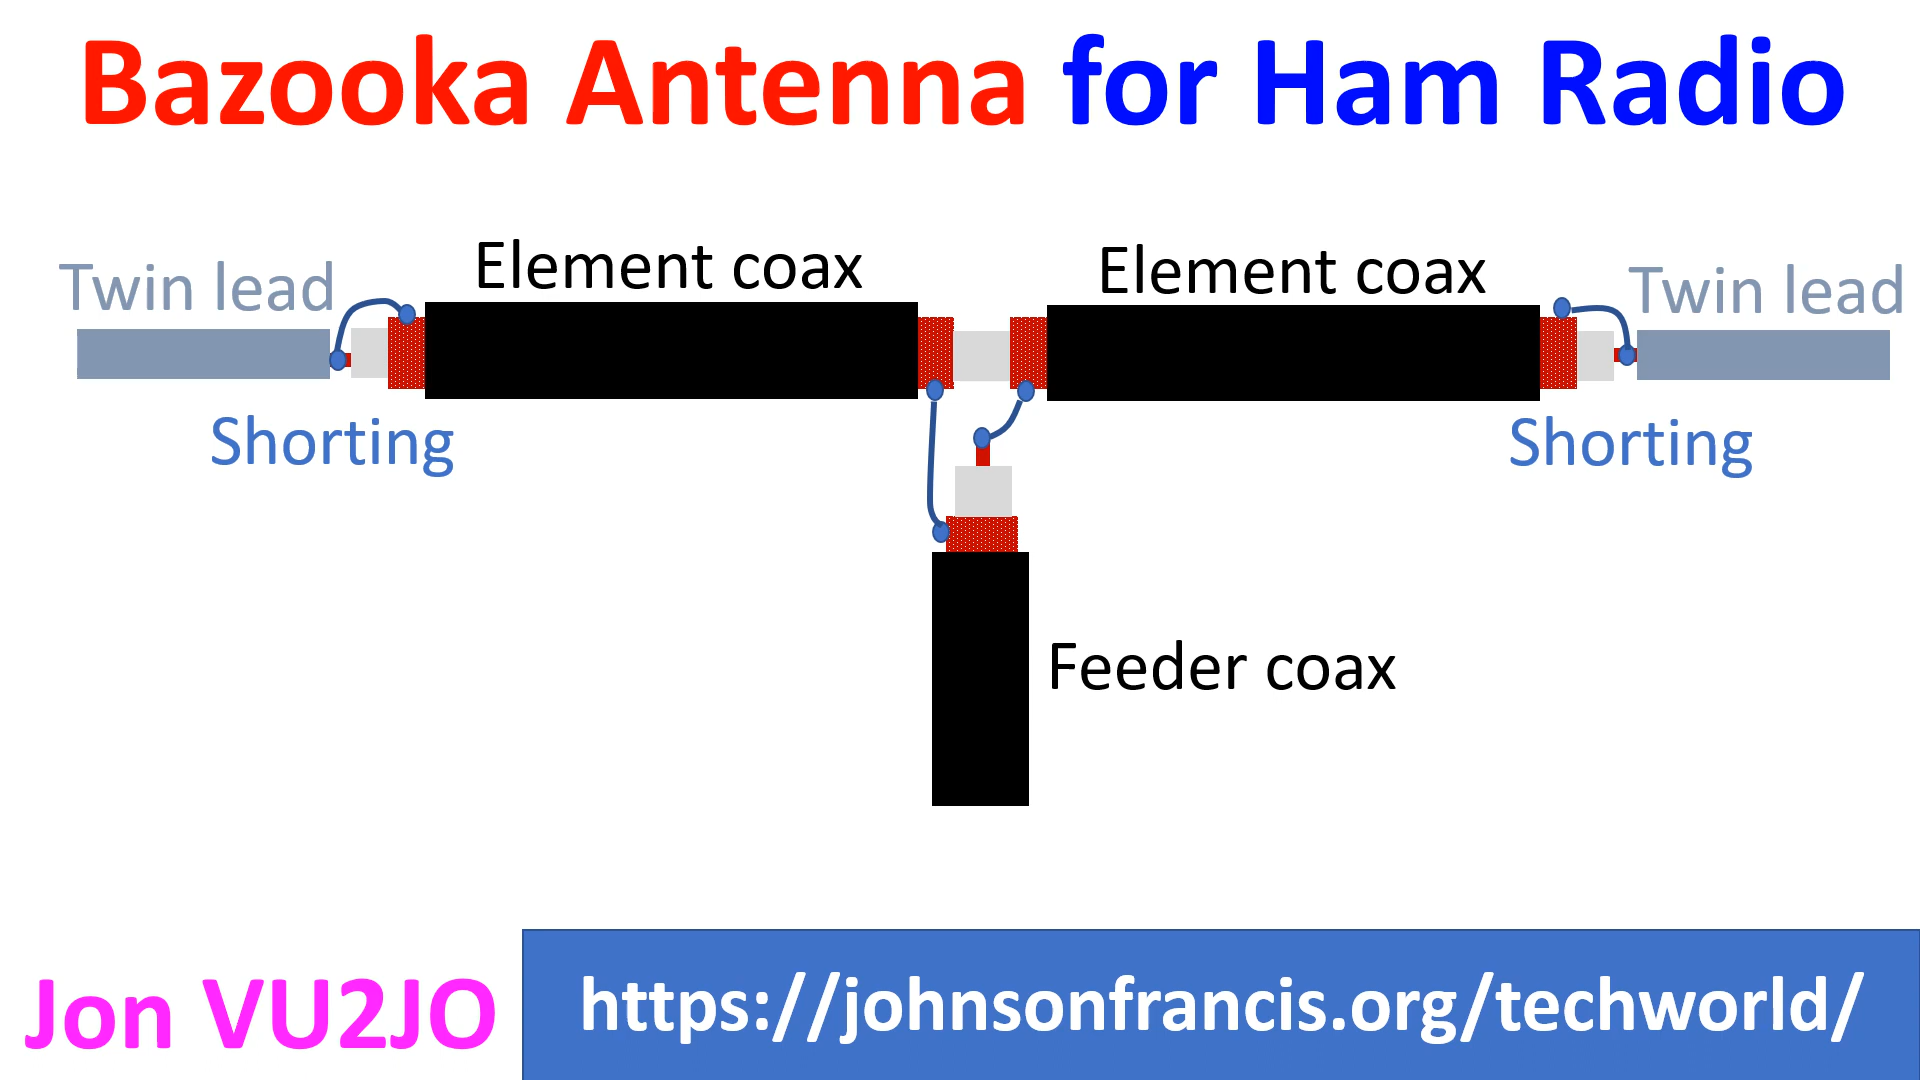 Bazooka Antenna for Ham Radio
Twin lead
Element coax
Element coax
Twin lead
Shorting
Shorting
Feeder coax
Jon VU2JO
https://johnsonfrancis.org/techworld/